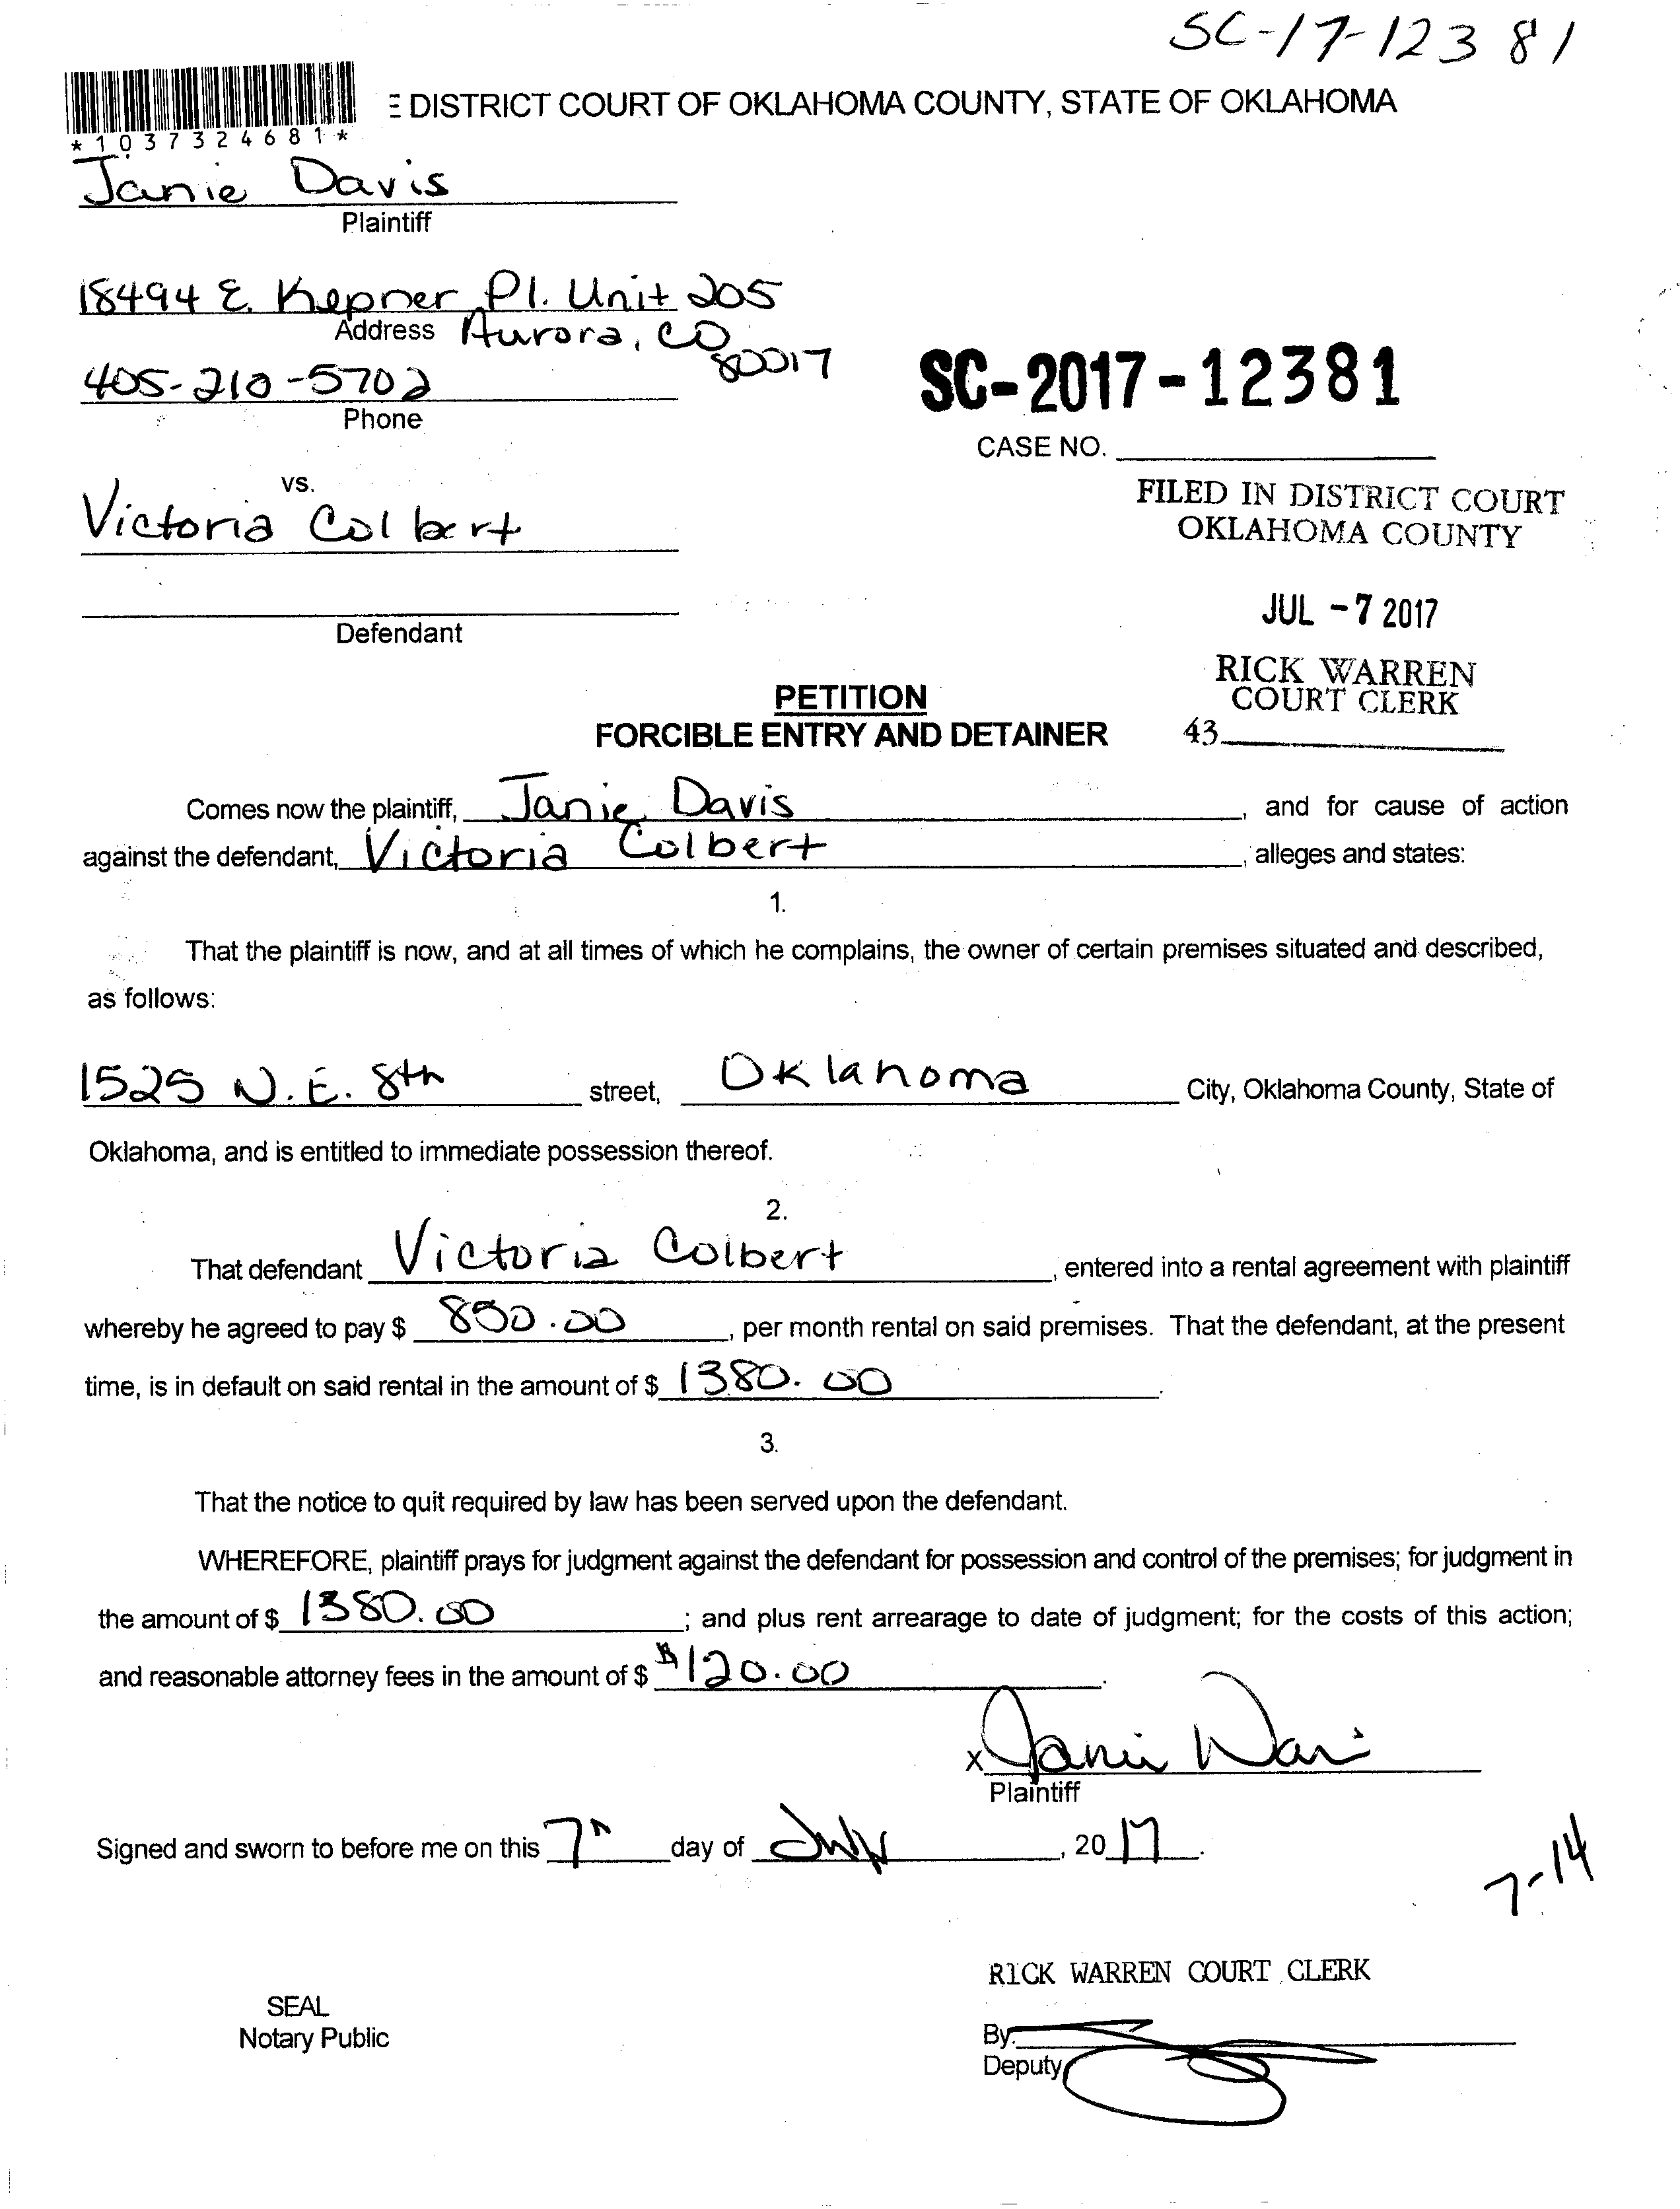 SC-17-12381
DISTRICT COURT OF OKLAHOMA COUNTY, STATE OF OKLAHOMA
*1037324681*
Janie Davis
Plaintiff
18494 E. Kepner Pl. Unit 205
Address Aurora, CO
80017
405-210-5702
Phone
SC-2017-12381
CASE NO.
vs.
Victoria Colbert
FILED IN DISTRICT COURT
OKLAHOMA COUNTY
Defendant
JUL -7 2017
RICK WARREN
COURT CLERK
43
PETITION
FORCIBLE ENTRY AND DETAINER
Comes now the plaintiff, Janie Davis, and for cause of action
against the defendant, Victoria Colbert, alleges and states:
1.
That the plaintiff is now, and at all times of which he complains, the owner of certain premises situated and described,
as follows:
1525 N.E. 8th street, Oklahoma City, Oklahoma County, State of
Oklahoma, and is entitled to immediate possession thereof.
2.
That defendant Victoria Colbert, entered into a rental agreement with plaintiff
whereby he agreed to pay $ 850.00, per month rental on said premises. That the defendant, at the present
time, is in default on said rental in the amount of $ 1380.00.
3.
That the notice to quit required by law has been served upon the defendant.
WHEREFORE, plaintiff prays for judgment against the defendant for possession and control of the premises; for judgment in
the amount of $ 1380.00; and plus rent arrearage to date of judgment; for the costs of this action;
and reasonable attorney fees in the amount of $ $120.00.
x Janie Davis
Plaintiff
Signed and sworn to before me on this 7th day of July, 2017.
7-14
RICK WARREN COURT CLERK
SEAL
Notary Public
By:
Deputy